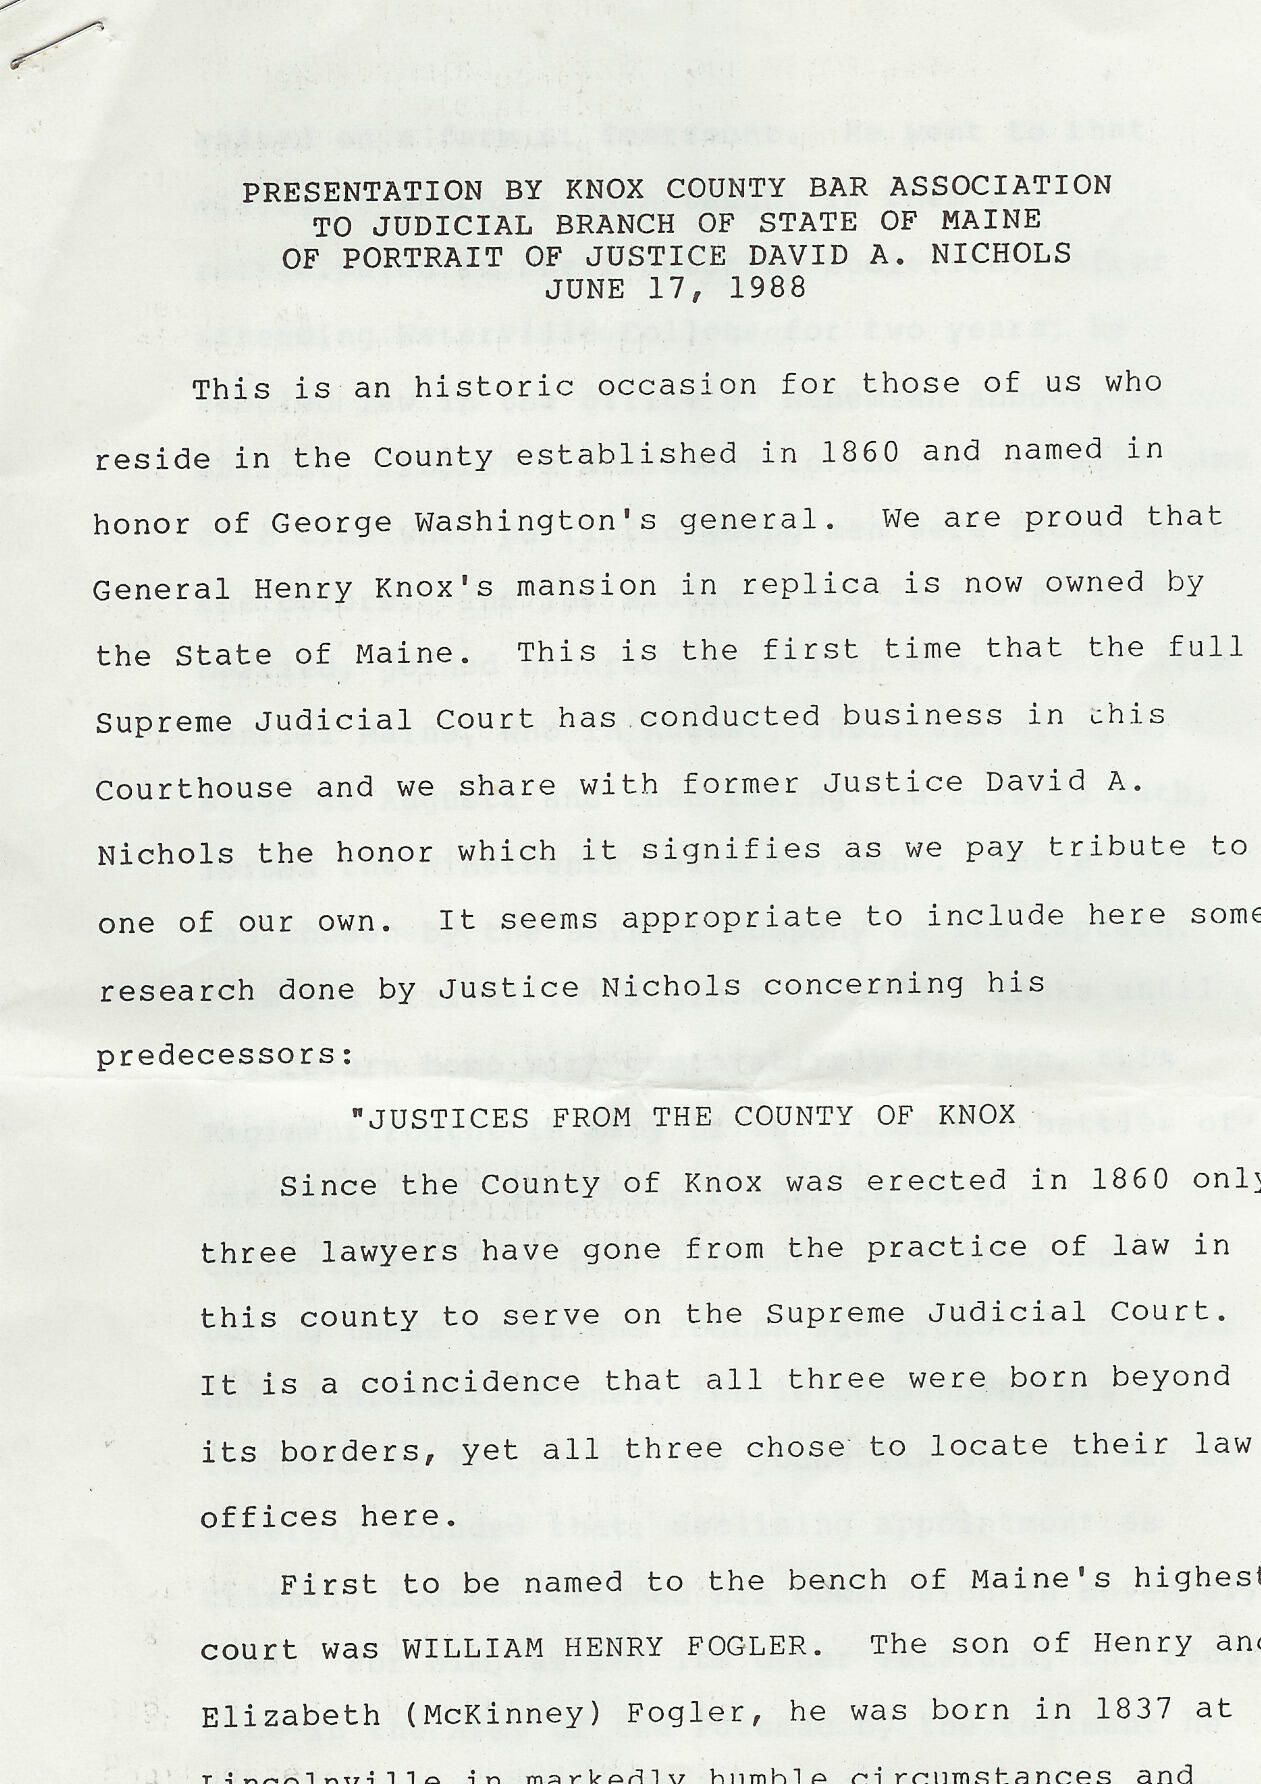 PRESENTATION BY KNOX COUNTY BAR ASSOCIATION
TO JUDICIAL BRANCH OF STATE OF MAINE
OF PORTRAIT OF JUSTICE DAVID A. NICHOLS
JUNE 17, 1988
This is an historic occasion for those of us who
reside in the County established in 1860 and named in
honor of George Washington's general. We are proud that
General Henry Knox's mansion in replica is now owned by
the State of Maine. This is the first time that the full
Supreme Judicial Court has conducted business in this
Courthouse and we share with former Justice David A.
Nichols the honor which it signifies as we pay tribute to
one of our own. It seems appropriate to include here some
research done by Justice Nichols concerning his
predecessors:
"JUSTICES FROM THE COUNTY OF KNOX
Since the County of Knox was erected in 1860 only
three lawyers have gone from the practice of law in
this county to serve on the Supreme Judicial Court.
It is a coincidence that all three were born beyond
its borders, yet all three chose to locate their law
offices here.
First to be named to the bench of Maine's highest
court was WILLIAM HENRY FOGLER. The son of Henry and
Elizabeth (McKinney) Fogler, he was born in 1837 at
Lincolnville in markedly humble circumstances and